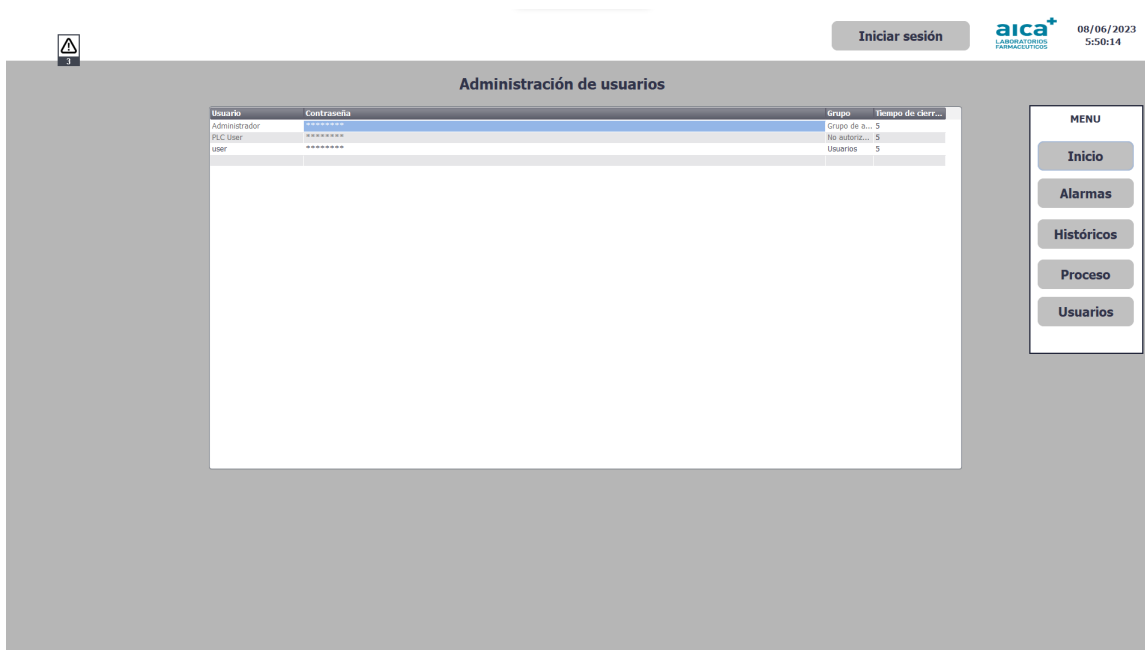 Iniciar sesión
aica+
LABORATORIOS
FARMACEUTICOS
08/06/2023
5:50:14
3
Administración de usuarios
Usuario Contraseña Grupo Tiempo de cierr...
Administrador ******** Grupo de a... 5
PLC User ******** No autoriz... 5
user ******** Usuarios 5
MENU
Inicio
Alarmas
Históricos
Proceso
Usuarios